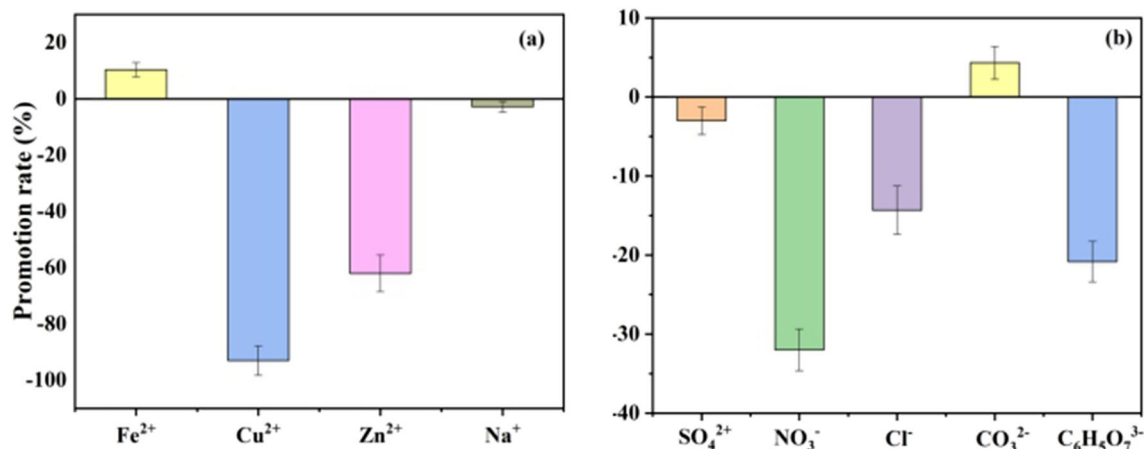 (a)
Promotion rate (%)
20
0
-20
-40
-60
-80
-100
Fe²⁺ Cu²⁺ Zn²⁺ Na⁺
(b)
10
0
-10
-20
-30
-40
SO₄²⁺ NO₃⁻ Cl⁻ CO₃²⁻ C₆H₅O₇³⁻